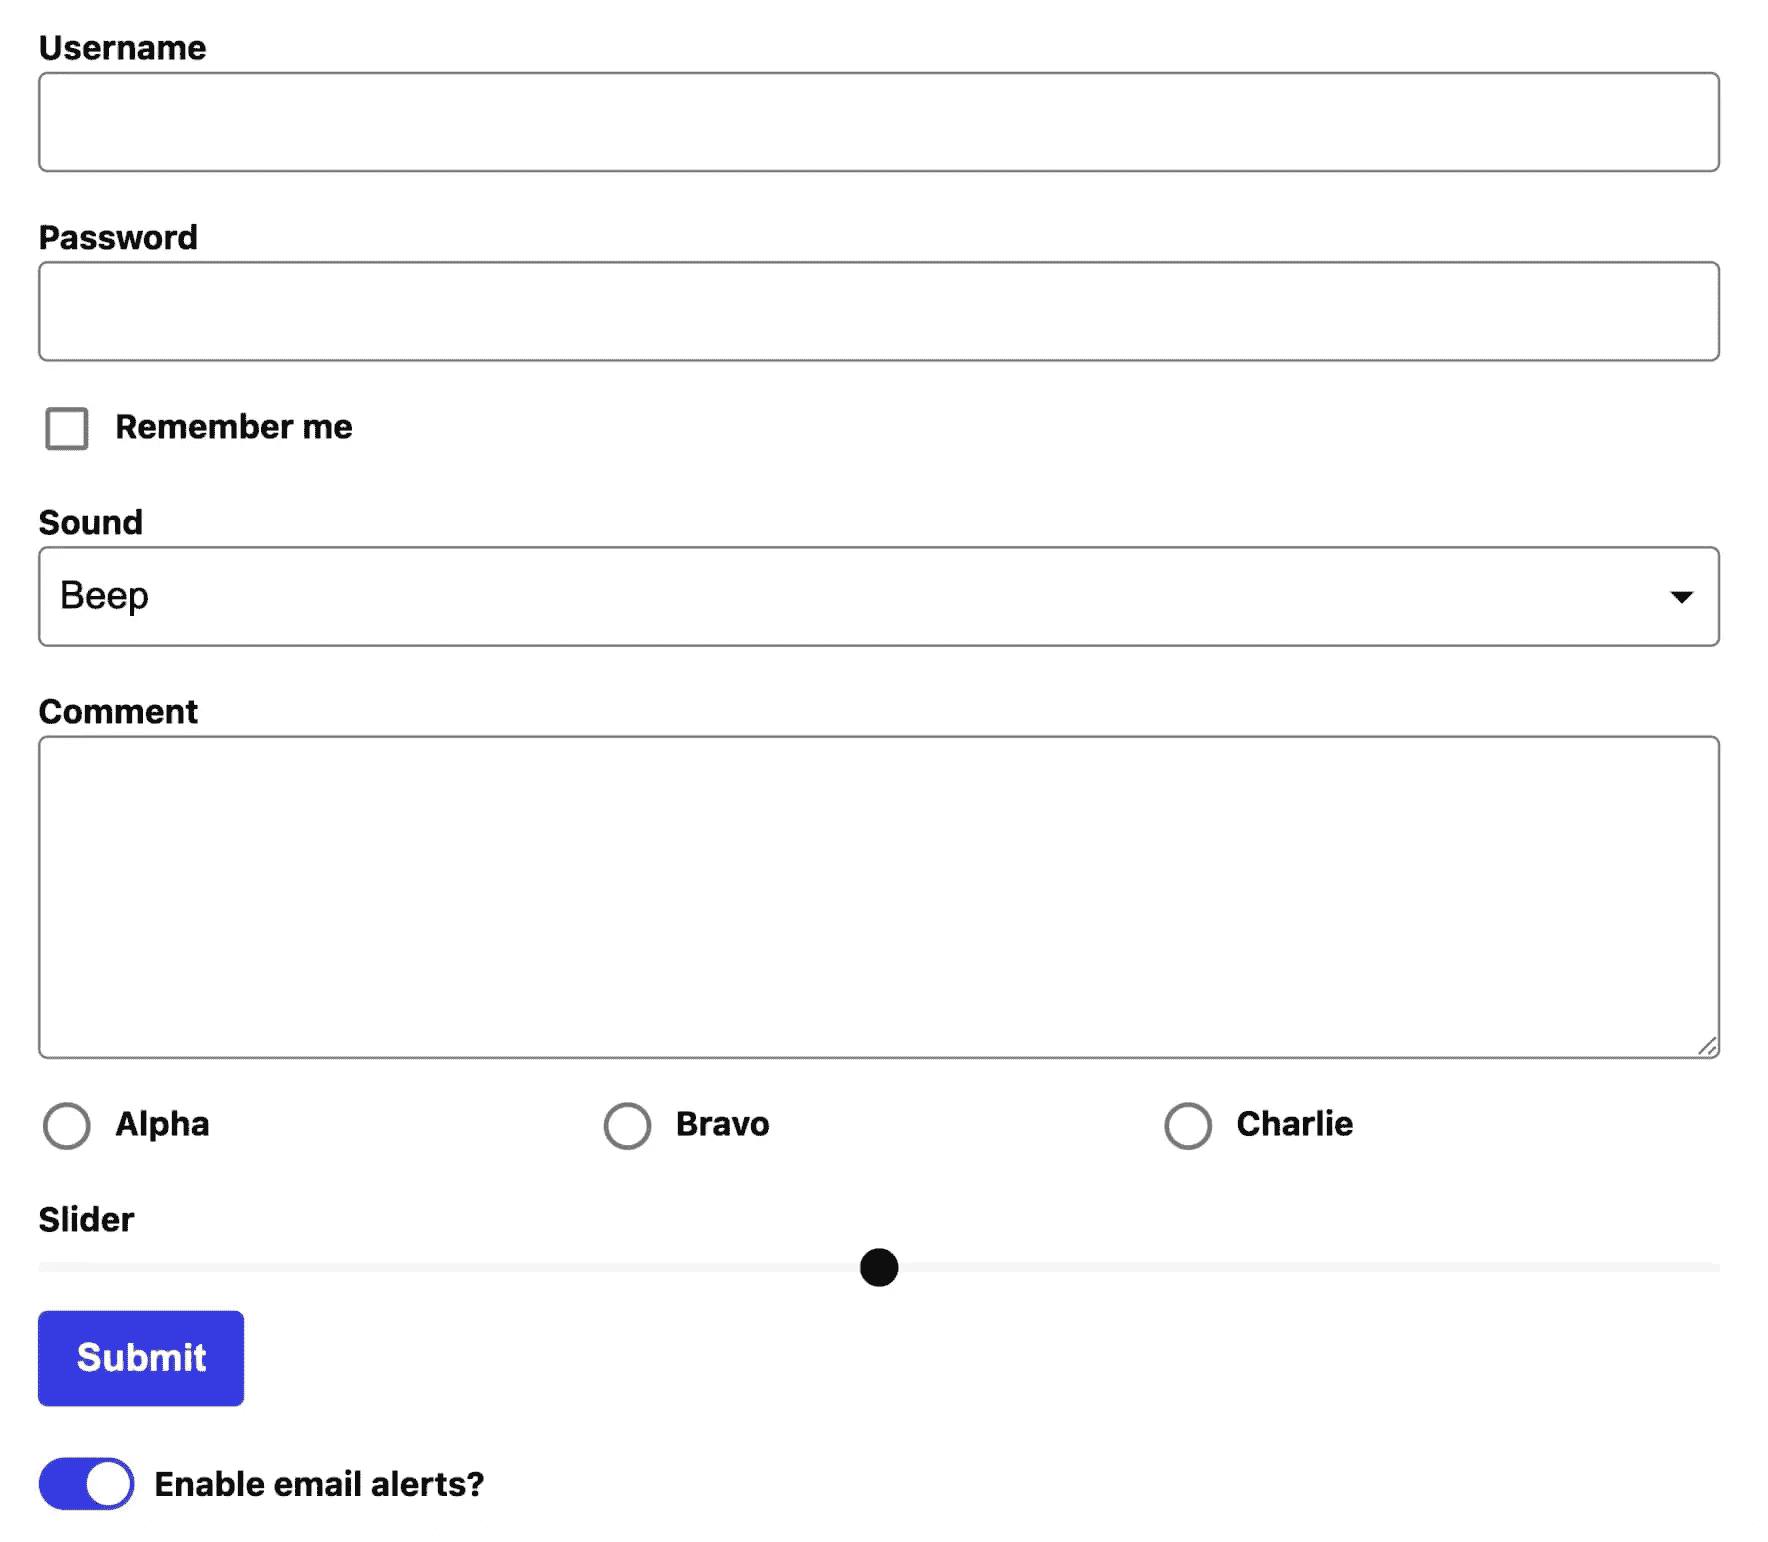 Username
Password
Remember me
Sound
Beep
Comment
Alpha Bravo Charlie
Slider
Submit
Enable email alerts?